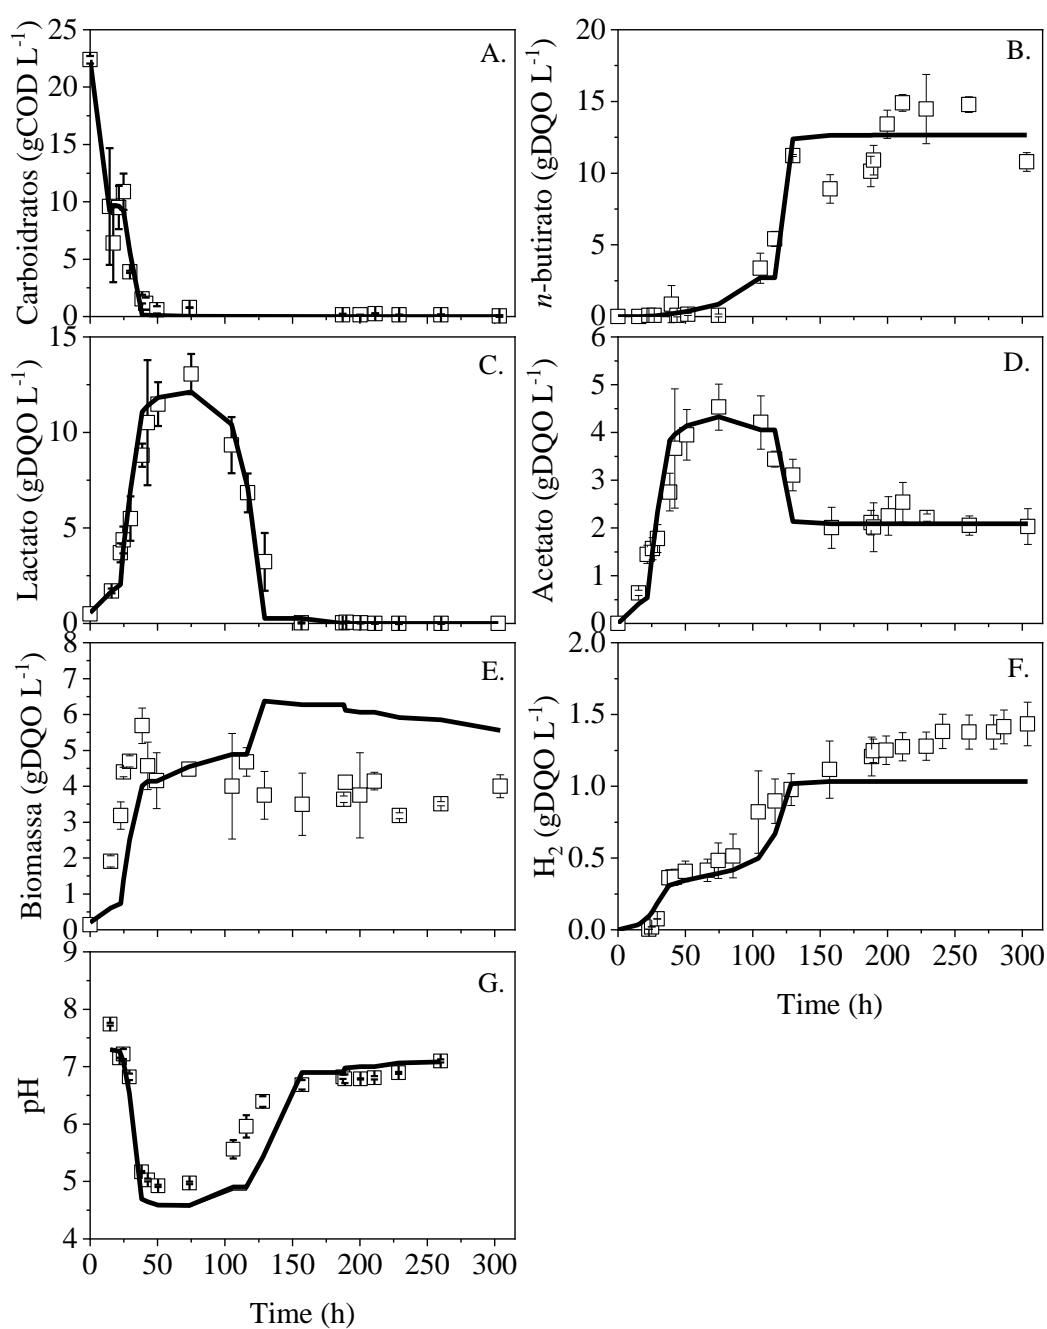 A.
Carboidratos (gCOD L⁻¹)
25
20
15
10
5
0
B.
n-butirato (gDQO L⁻¹)
20
15
10
5
0
C.
Lactato (gDQO L⁻¹)
15
10
5
0
D.
Acetato (gDQO L⁻¹)
6
5
4
3
2
1
0
E.
Biomassa (gDQO L⁻¹)
8
7
6
5
4
3
2
1
0
F.
H₂ (gDQO L⁻¹)
2.0
1.5
1.0
0.5
0.0
0 50 100 150 200 250 300
Time (h)
G.
pH
9
8
7
6
5
4
0 50 100 150 200 250 300
Time (h)